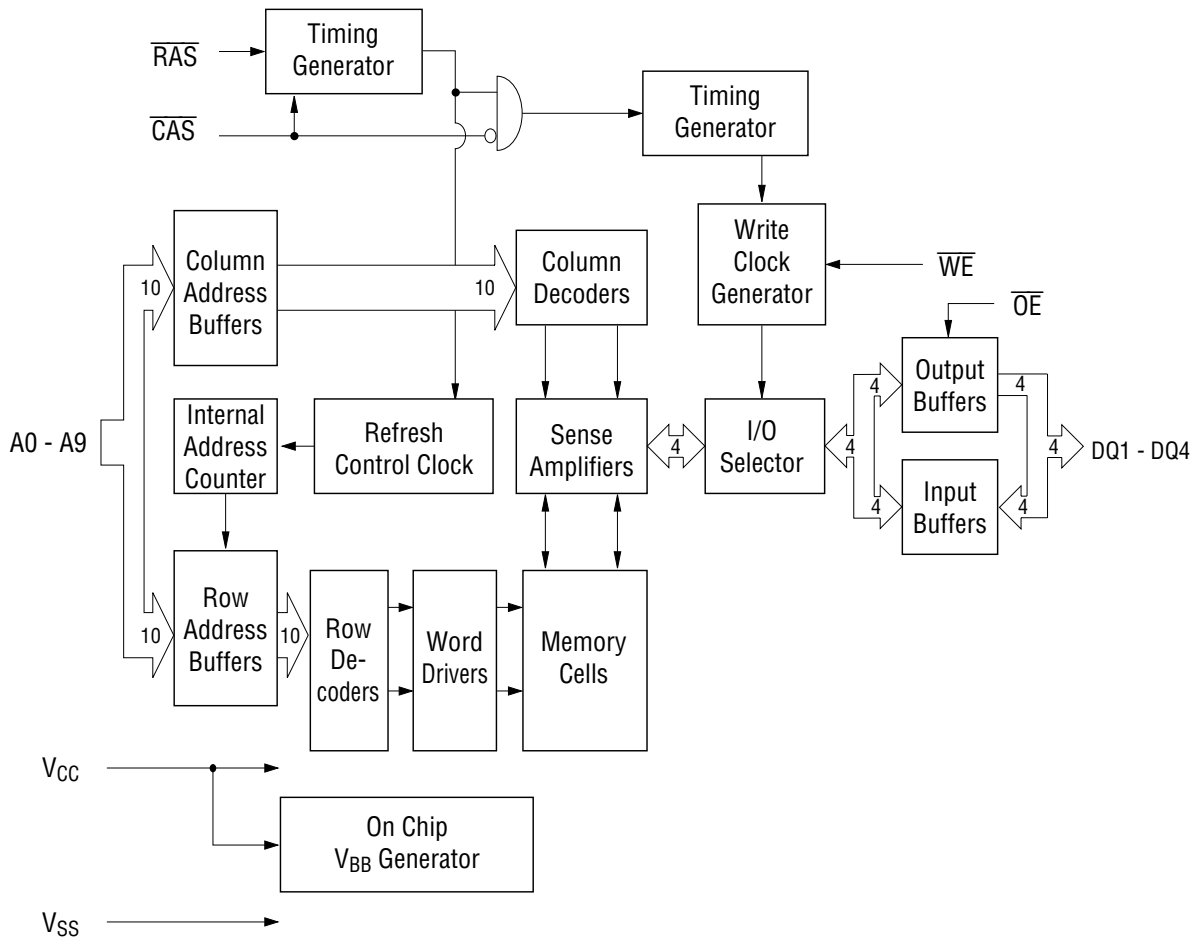 RAS
Timing
Generator
CAS
Timing
Generator
Column
Address
Buffers
10
10
Column
Decoders
Write
Clock
Generator
WE
OE
Output
Buffers
4
4
A0 - A9
Internal
Address
Counter
Refresh
Control Clock
Sense
Amplifiers
4
I/O
Selector
4
4
DQ1 - DQ4
Input
Buffers
4
4
10
Row
Address
Buffers
10
Row
De-
coders
Word
Drivers
Memory
Cells
VCC
On Chip
VBB Generator
VSS